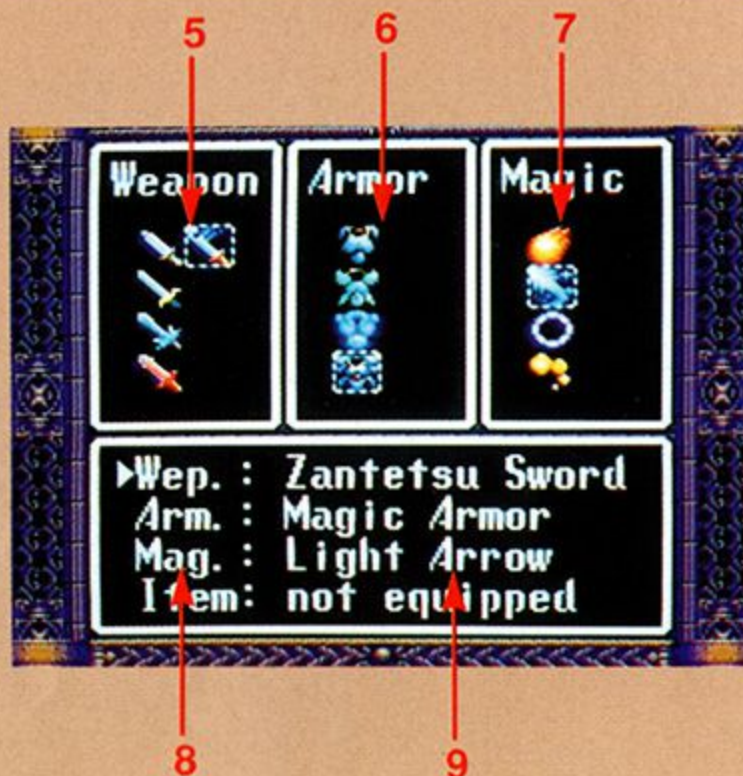 5 6 7
Weapon Armor Magic
Wep.: Zantetsu Sword
Arm.: Magic Armor
Mag.: Light Arrow
Item: not equipped
8 9